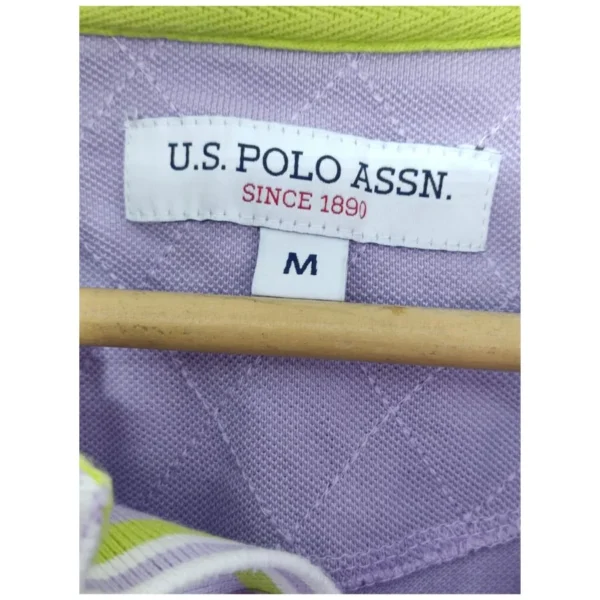 U.S. POLO ASSN.
SINCE 1890
M